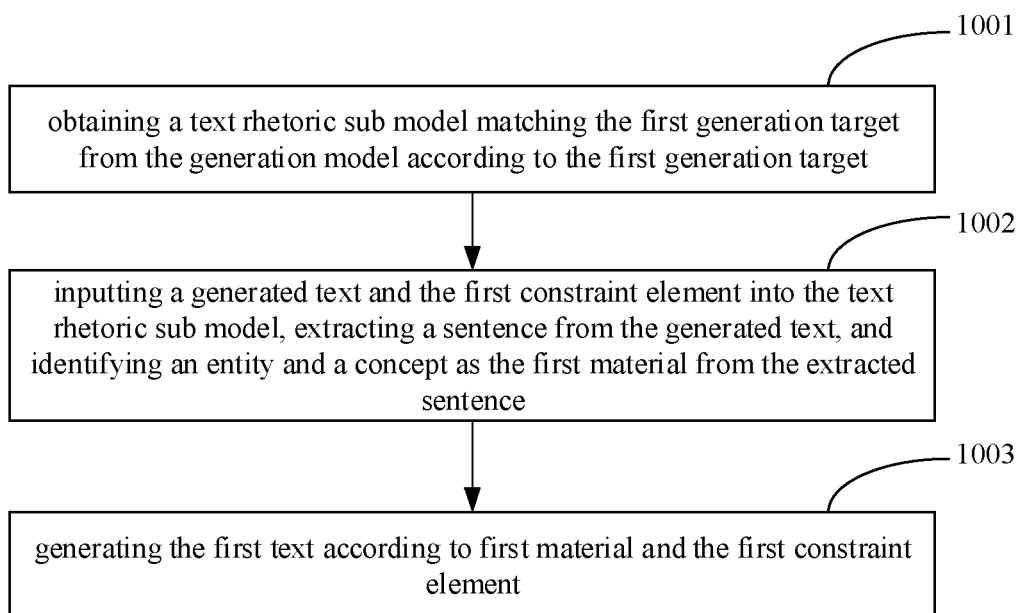 1001
obtaining a text rhetoric sub model matching the first generation target
from the generation model according to the first generation target
1002
inputting a generated text and the first constraint element into the text
rhetoric sub model, extracting a sentence from the generated text, and
identifying an entity and a concept as the first material from the extracted
sentence
1003
generating the first text according to first material and the first constraint
element